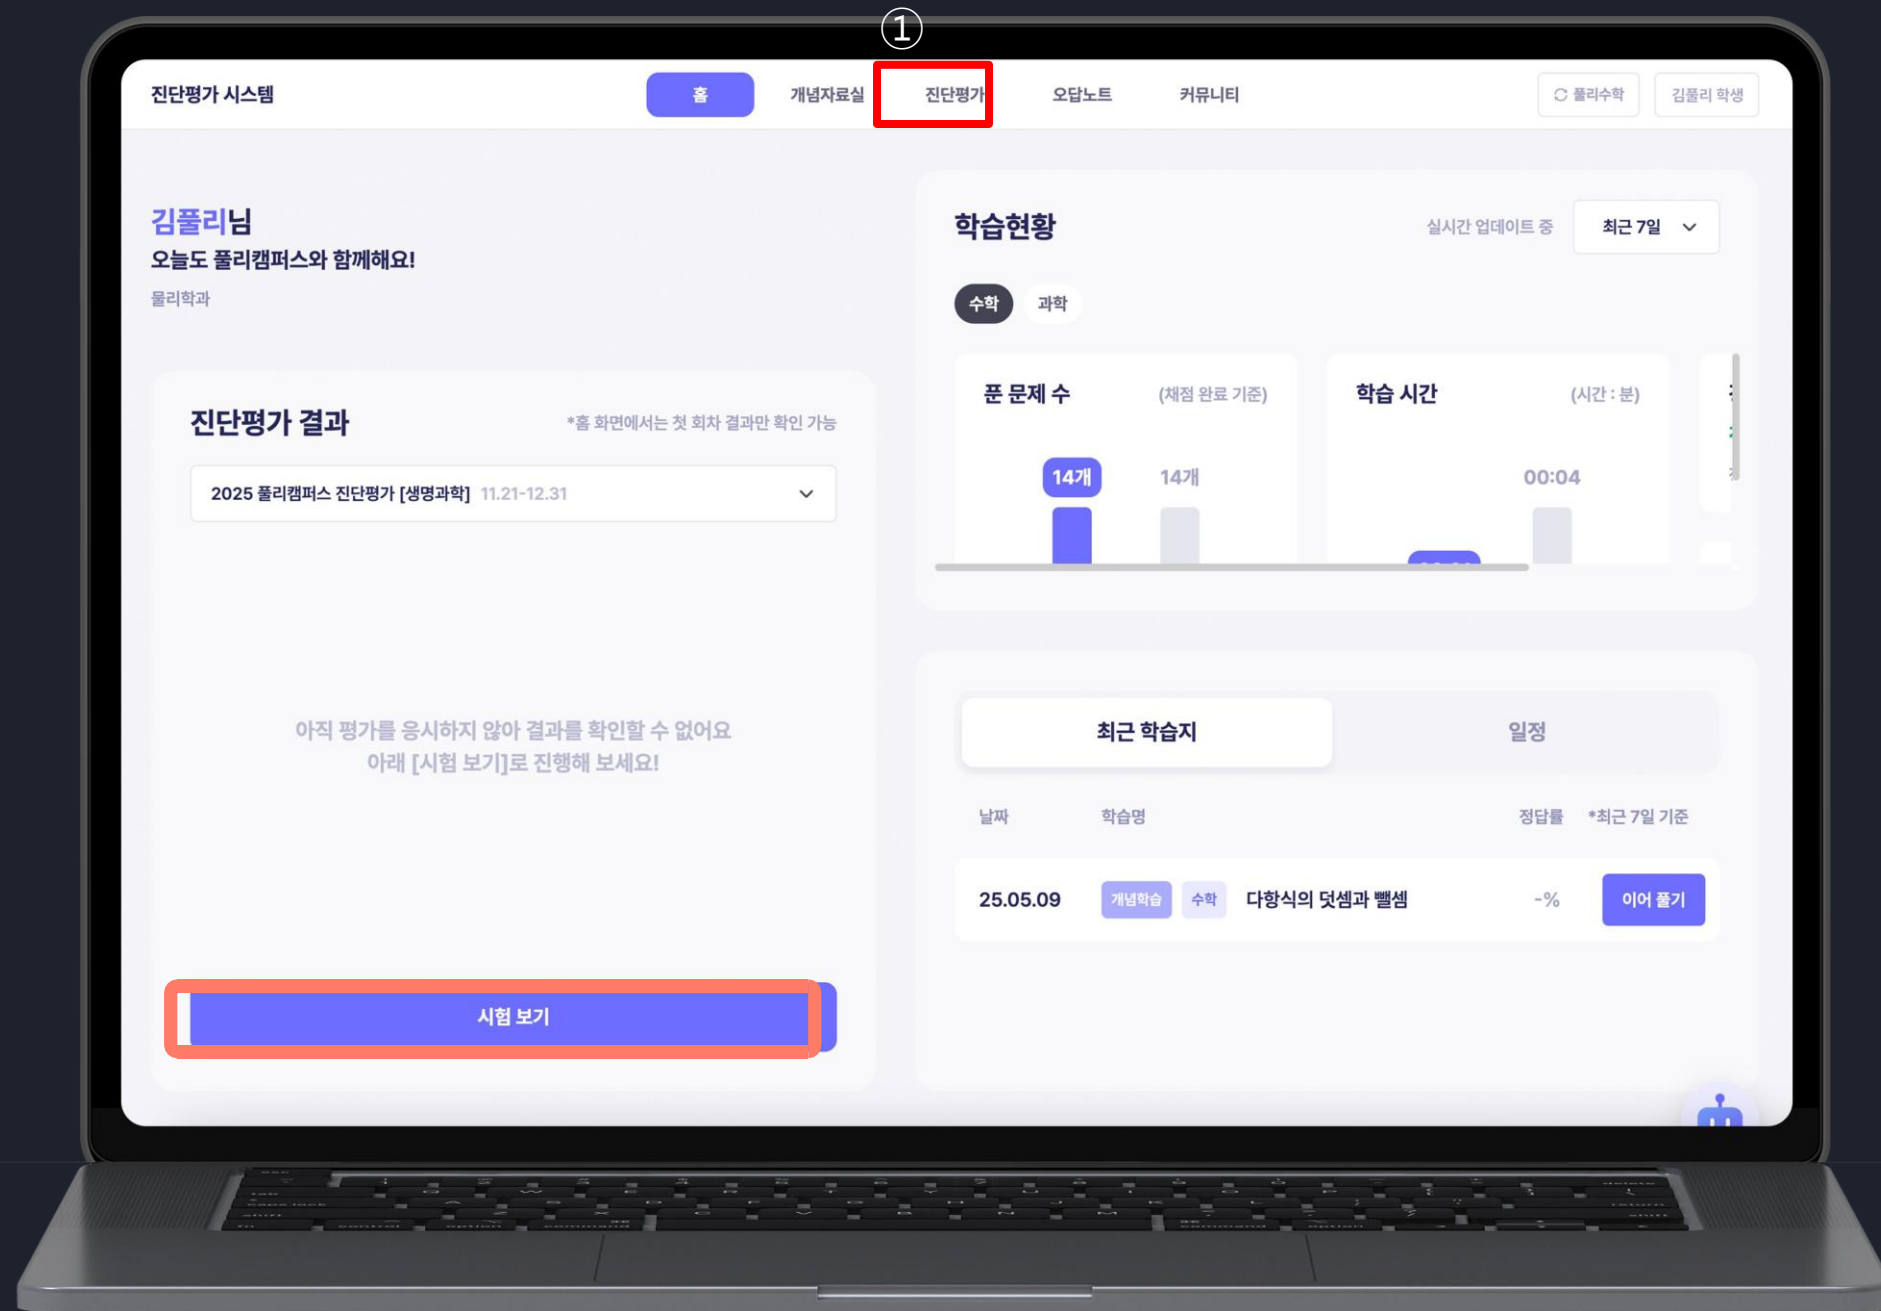 ①
진단평가 시스템
홈
개념자료실
진단평가
오답노트
커뮤니티
풀리수학
김풀리 학생
김풀리님
오늘도 풀리캠퍼스와 함께해요!
물리학과
진단평가 결과
*홈 화면에서는 첫 회차 결과만 확인 가능
2025 풀리캠퍼스 진단평가 [생명과학] 11.21-12.31
아직 평가를 응시하지 않아 결과를 확인할 수 없어요
아래 [시험 보기]로 진행해 보세요!
시험 보기
학습현황
실시간 업데이트 중
최근 7일
수학
과학
푼 문제 수
(채점 완료 기준)
14개
14개
학습 시간
(시간 : 분)
00:04
최근 학습지
일정
날짜
학습명
정답률
*최근 7일 기준
25.05.09
개념학습
수학
다항식의 덧셈과 뺄셈
-%
이어 풀기